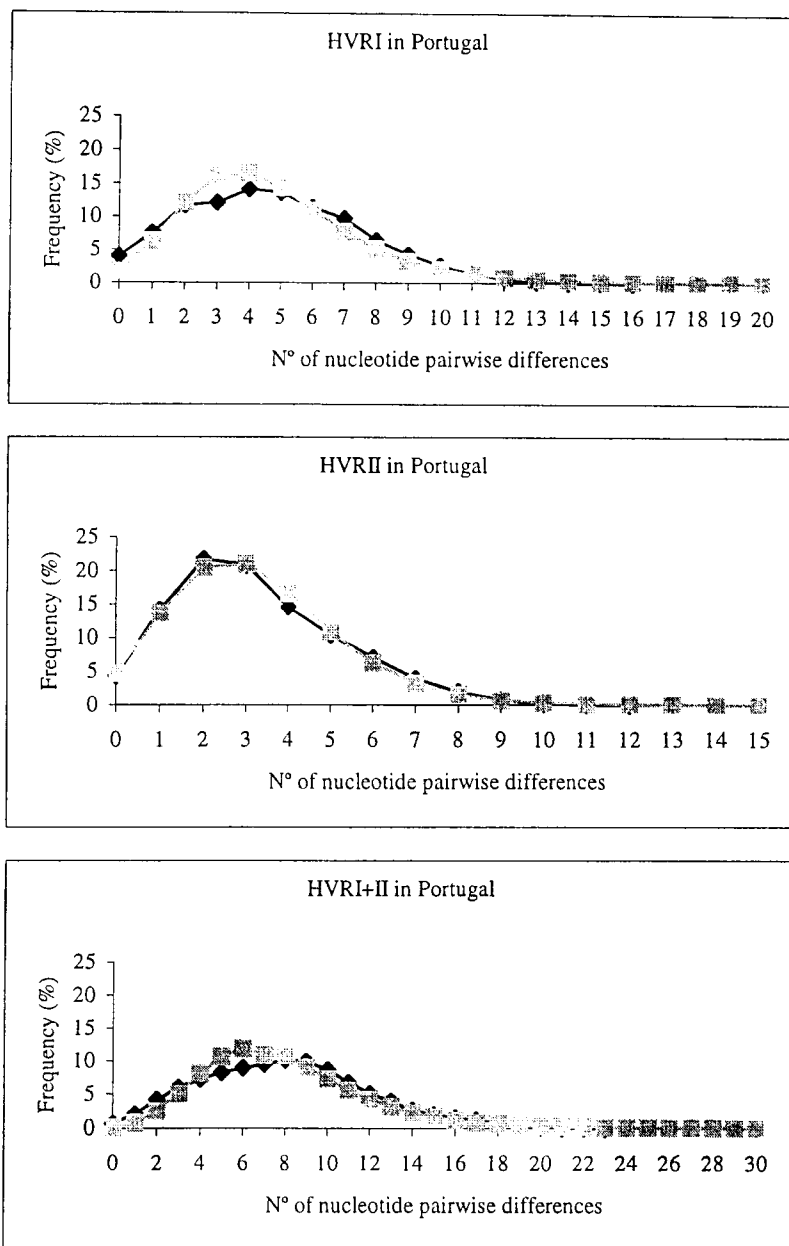 HVRI in Portugal
Frequency (%)
25
20
15
10
5
0
0 1 2 3 4 5 6 7 8 9 10 11 12 13 14 15 16 17 18 19 20
Nº of nucleotide pairwise differences
HVRII in Portugal
Frequency (%)
25
20
15
10
5
0
0 1 2 3 4 5 6 7 8 9 10 11 12 13 14 15
Nº of nucleotide pairwise differences
HVRI+II in Portugal
Frequency (%)
25
20
15
10
5
0
0 2 4 6 8 10 12 14 16 18 20 22 24 26 28 30
Nº of nucleotide pairwise differences